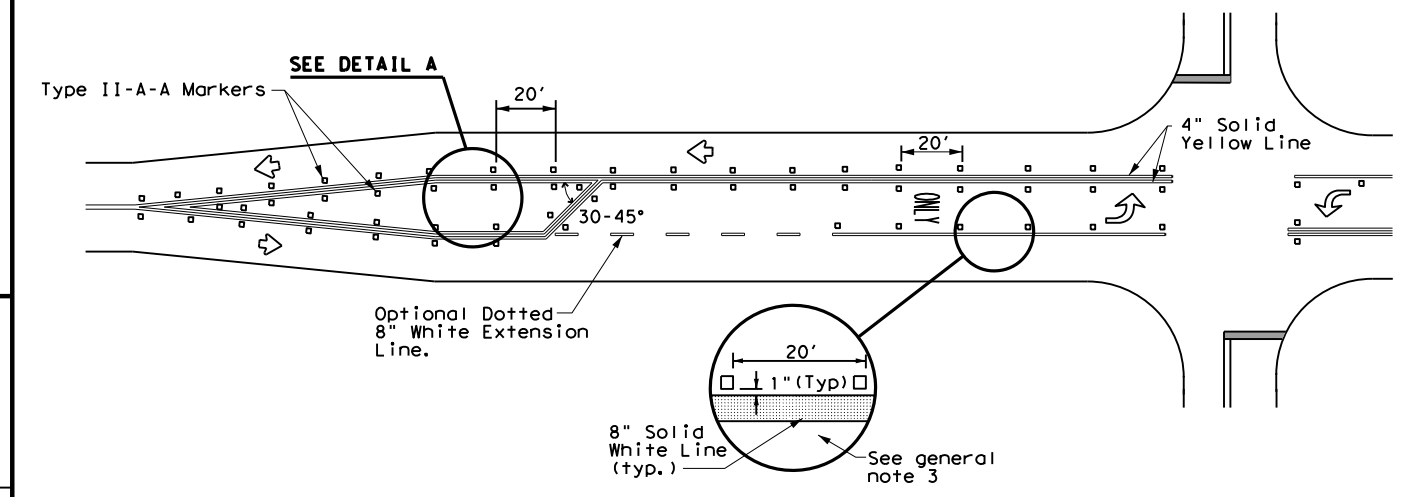 SEE DETAIL A
Type II-A-A Markers
20'
20'
4" Solid
Yellow Line
ONLY
30-45°
Optional Dotted
8" White Extension
Line.
20'
1"(Typ)
8" Solid
White Line
(typ.)
See general
note 3